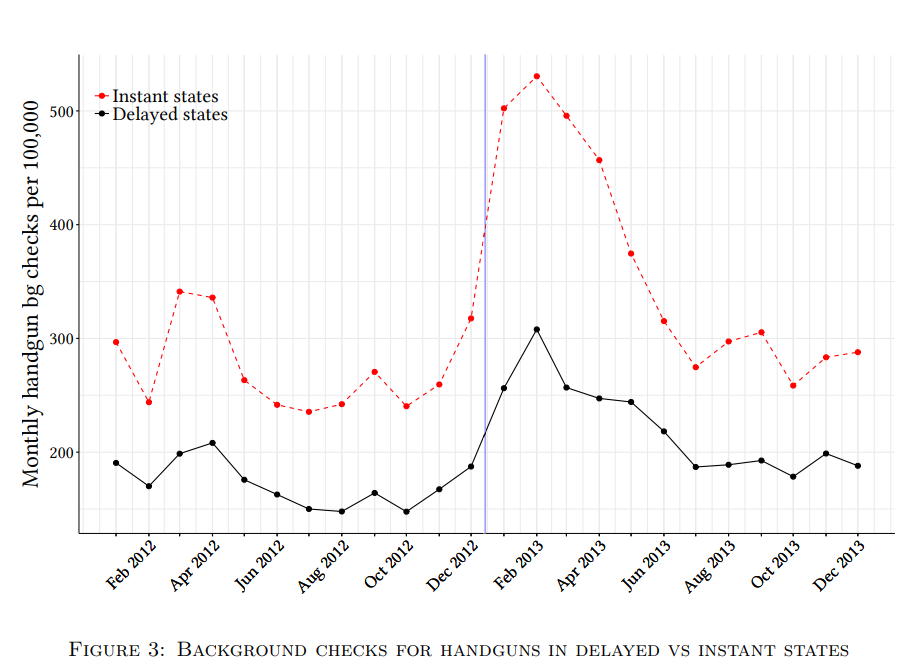 Instant states
Delayed states
Monthly handgun bg checks per 100,000
500
400
300
200
Feb 2012
Apr 2012
Jun 2012
Aug 2012
Oct 2012
Dec 2012
Feb 2013
Apr 2013
Jun 2013
Aug 2013
Oct 2013
Dec 2013
Figure 3: Background checks for handguns in delayed vs instant states